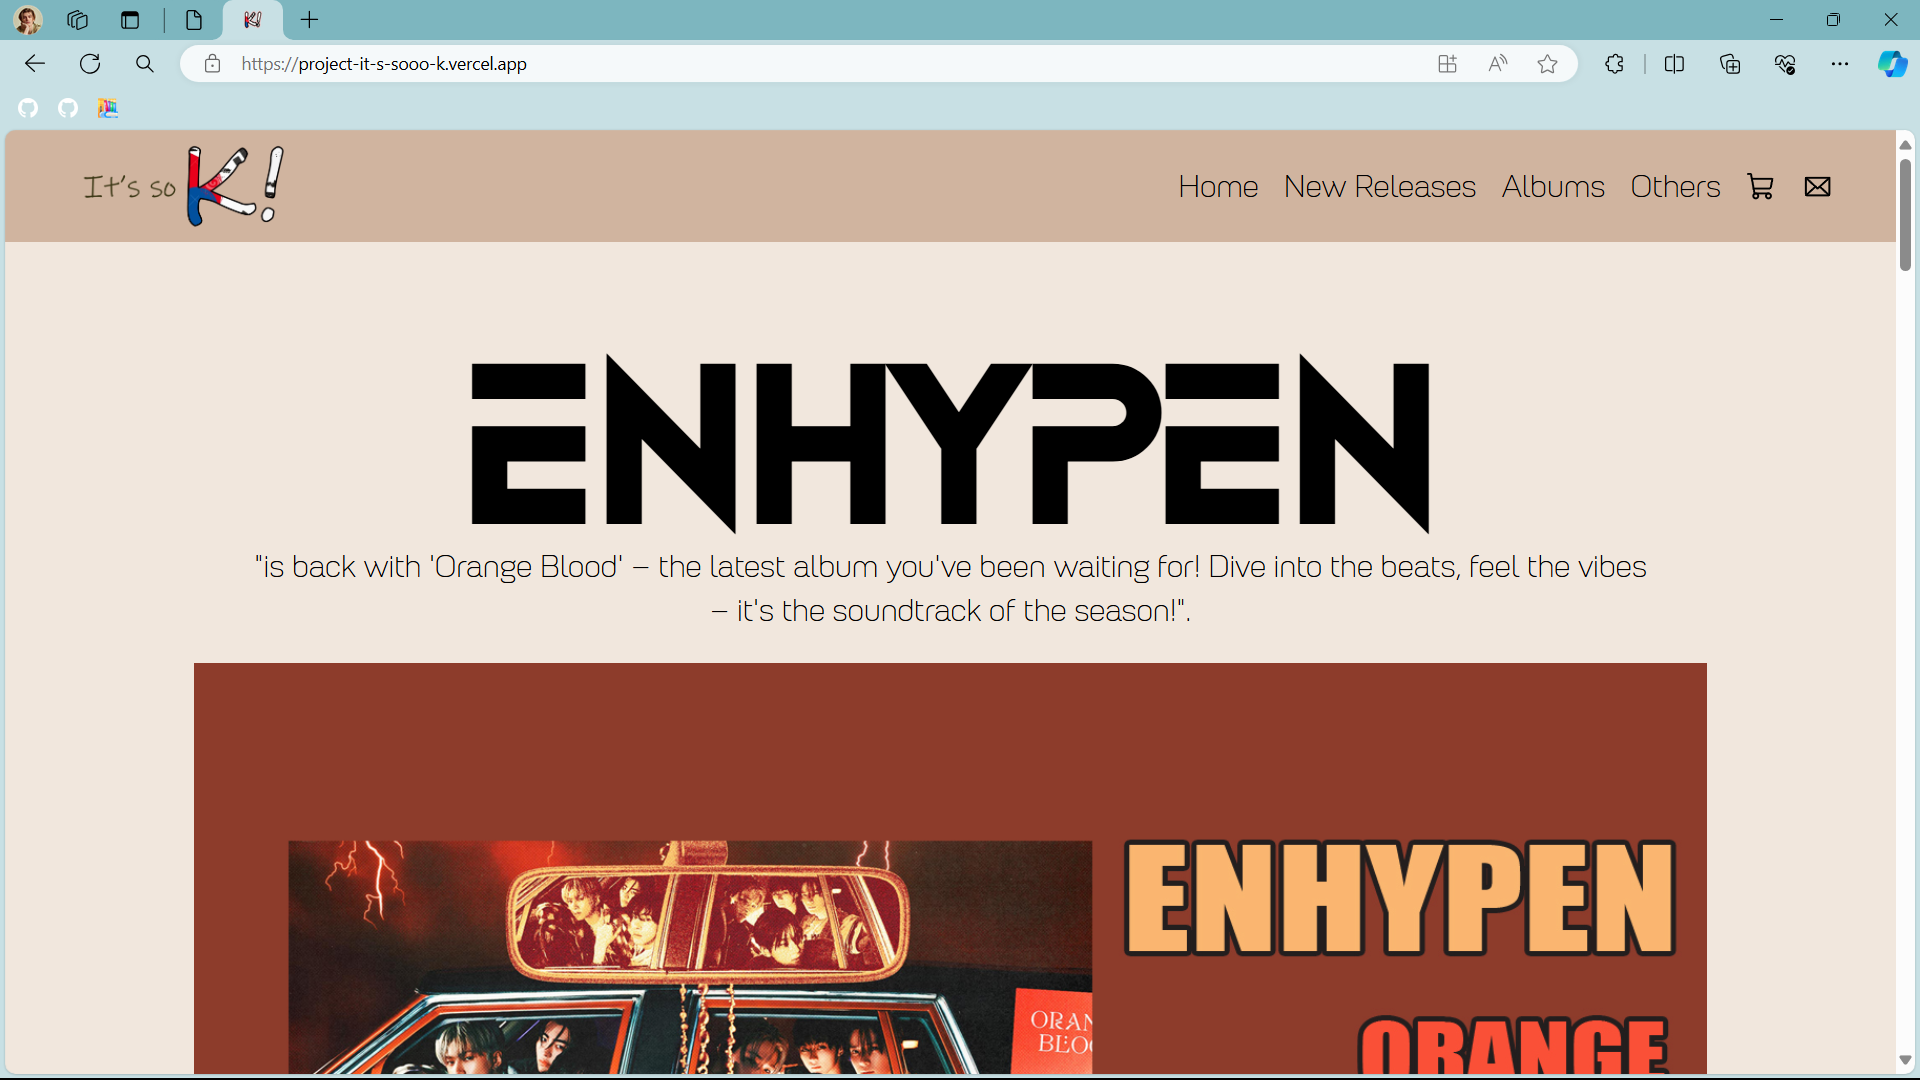 K!
https://project-it-s-sooo-k.vercel.app
It's so K!
Home New Releases Albums Others
ENHYPEN
"is back with 'Orange Blood' – the latest album you've been waiting for! Dive into the beats, feel the vibes
– it's the soundtrack of the season!".
ENHYPEN
ORANGE